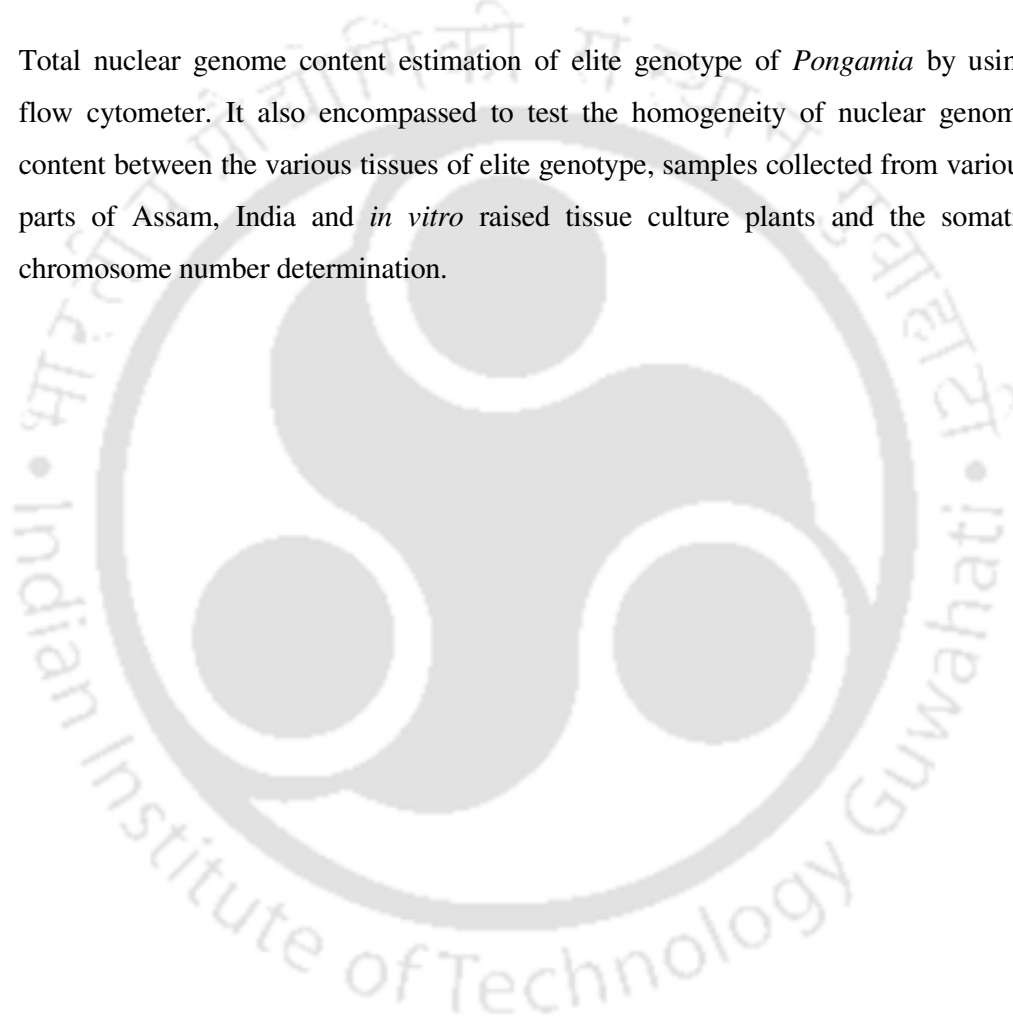 Total nuclear genome content estimation of elite genotype of Pongamia by usin
flow cytometer. It also encompassed to test the homogeneity of nuclear genom
content between the various tissues of elite genotype, samples collected from variou
parts of Assam, India and in vitro raised tissue culture plants and the somati
chromosome number determination.
Indian Institute of Technology Guwahati